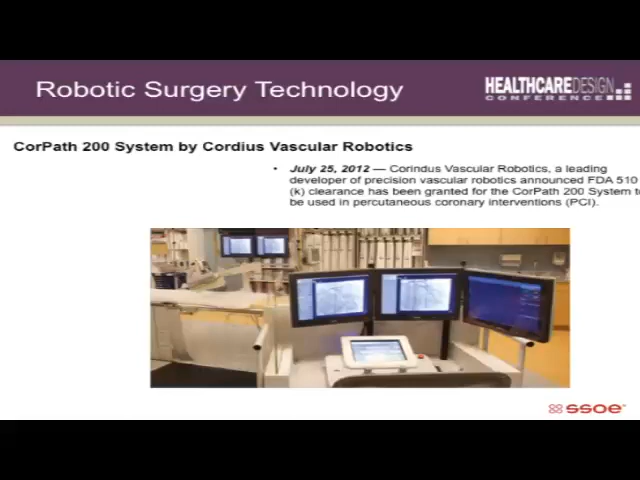 Robotic Surgery Technology
HEALTHCAREDESIGN
CONFERENCE
CorPath 200 System by Cordius Vascular Robotics
• July 25, 2012 — Corindus Vascular Robotics, a leading
developer of precision vascular robotics announced FDA 510
(k) clearance has been granted for the CorPath 200 System to
be used in percutaneous coronary interventions (PCI).
ssoe